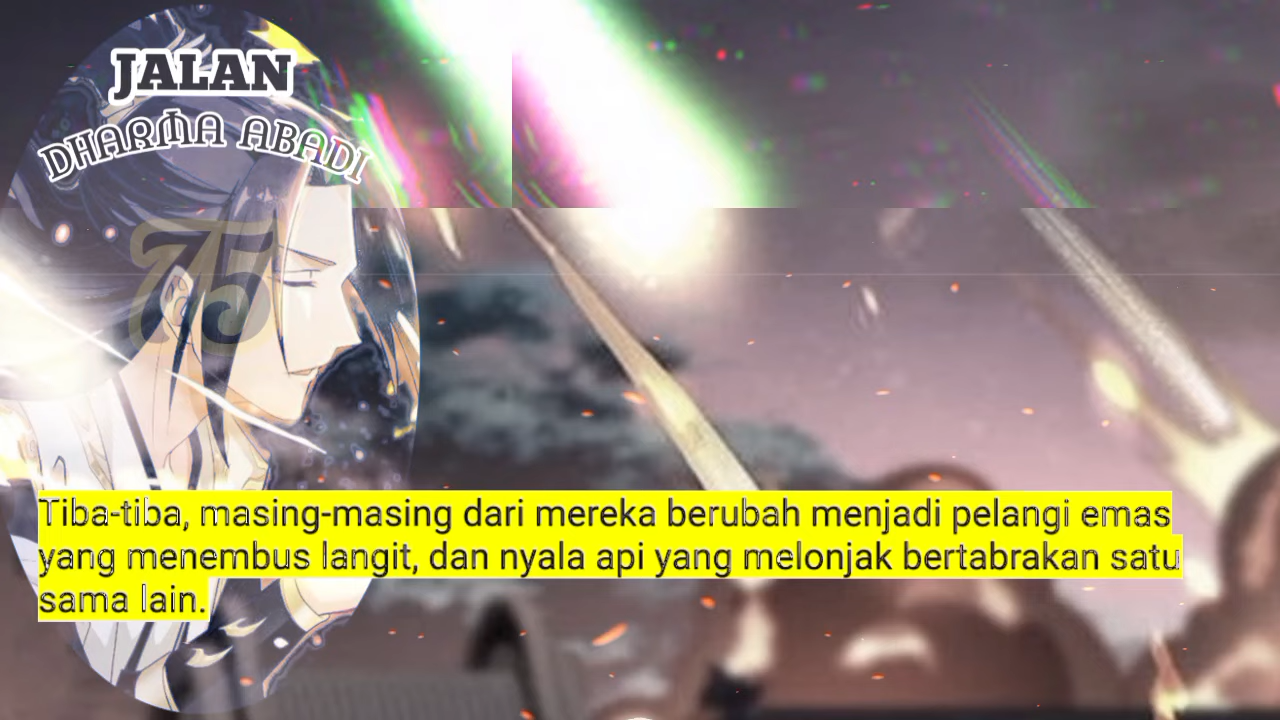 JALAN
DHARMA ABADI
75
Tiba-tiba, masing-masing dari mereka berubah menjadi pelangi emas
yang menembus langit, dan nyala api yang melonjak bertabrakan satu
sama lain.